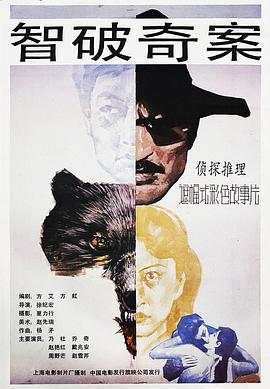 智破奇案
侦探推理
遮幅式彩色故事片
编剧，方艾 方虹
导演，徐纪宏
摄影，夏力行
美术，赵先瑞
作曲，杨矛
主要演员，乃社 乔奇
赵艳红 戴兆安
周野芒 赵雪芹
上海电影制片厂摄制 中国电影发行放映公司发行